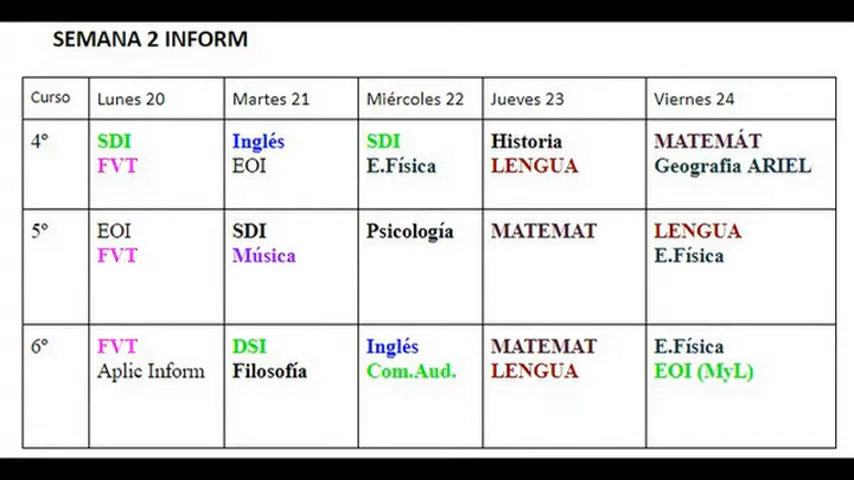 SEMANA 2 INFORM
Curso Lunes 20 Martes 21 Miércoles 22 Jueves 23 Viernes 24
4° SDI Inglés SDI Historia MATEMÁT
FVT EOI E.Física LENGUA Geografia ARIEL
5° EOI SDI Psicología MATEMAT LENGUA
FVT Música E.Física
6° FVT DSI Inglés MATEMAT E.Física
Aplic Inform Filosofía Com.Aud. LENGUA EOI (MyL)